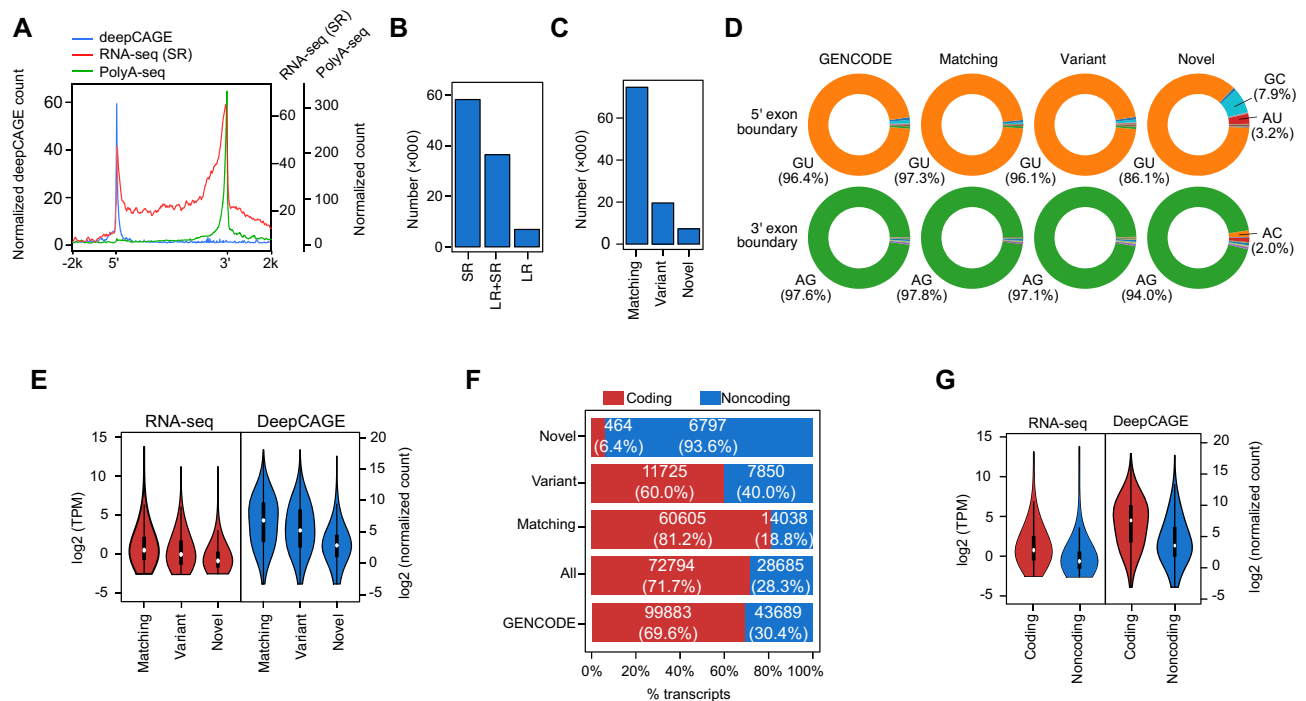 A
deepCAGE
RNA-seq (SR)
PolyA-seq
RNA-seq (SR)
PolyA-seq
Normalized deepCAGE count
60
40
20
0
60
40
20
300
200
100
0
Normalized count
-2k
5'
3'
2k
B
Number (×000)
60
40
20
0
SR
LR+SR
LR
C
Number (×000)
60
40
20
0
Matching
Variant
Novel
D
GENCODE
Matching
Variant
Novel
5' exon
boundary
GU
(96.4%)
GU
(97.3%)
GU
(96.1%)
GU
(86.1%)
GC
(7.9%)
AU
(3.2%)
3' exon
boundary
AG
(97.6%)
AG
(97.8%)
AG
(97.1%)
AG
(94.0%)
AC
(2.0%)
E
RNA-seq
DeepCAGE
log2 (TPM)
15
10
5
0
-5
20
15
10
5
0
-5
log2 (normalized count)
Matching
Variant
Novel
Matching
Variant
Novel
F
Coding
Noncoding
Novel
464
(6.4%)
6797
(93.6%)
Variant
11725
(60.0%)
7850
(40.0%)
Matching
60605
(81.2%)
14038
(18.8%)
All
72794
(71.7%)
28685
(28.3%)
GENCODE
99883
(69.6%)
43689
(30.4%)
0%
20%
40%
60%
80%
100%
% transcripts
G
RNA-seq
DeepCAGE
log2 (TPM)
15
10
5
0
-5
20
15
10
5
0
-5
log2 (normalized count)
Coding
Noncoding
Coding
Noncoding